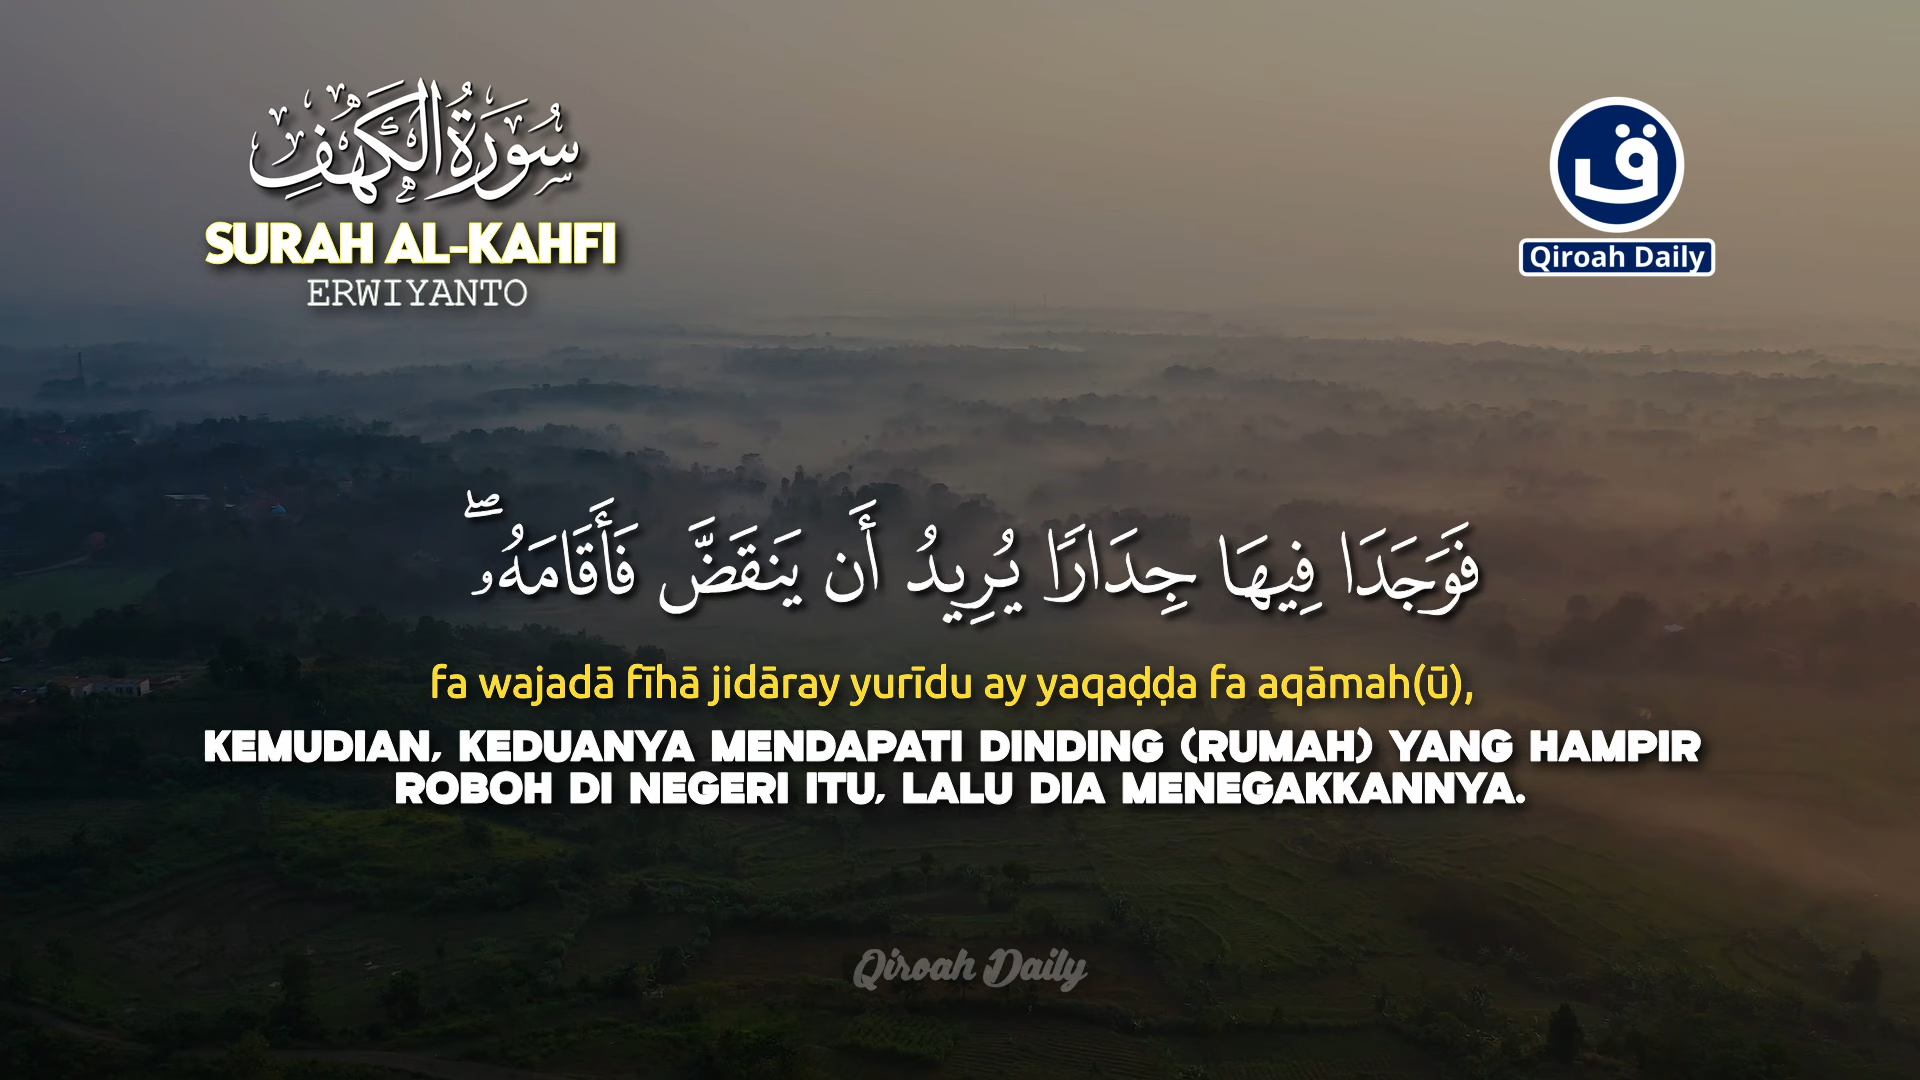 سُورَةُ الْكَهْفِ
SURAH AL-KAHFI
ERWIYANTO
ق
Qiroah Daily
فَوَجَدَا فِيهَا جِدَارًا يُرِيدُ أَن يَنقَضَّ فَأَقَامَهُۥ ۖ
fa wajadā fīhā jidāray yurīdu ay yaqaḍḍa fa aqāmah(ū),
KEMUDIAN, KEDUANYA MENDAPATI DINDING (RUMAH) YANG HAMPIR
ROBOH DI NEGERI ITU, LALU DIA MENEGAKKANNYA.
Qiroah Daily